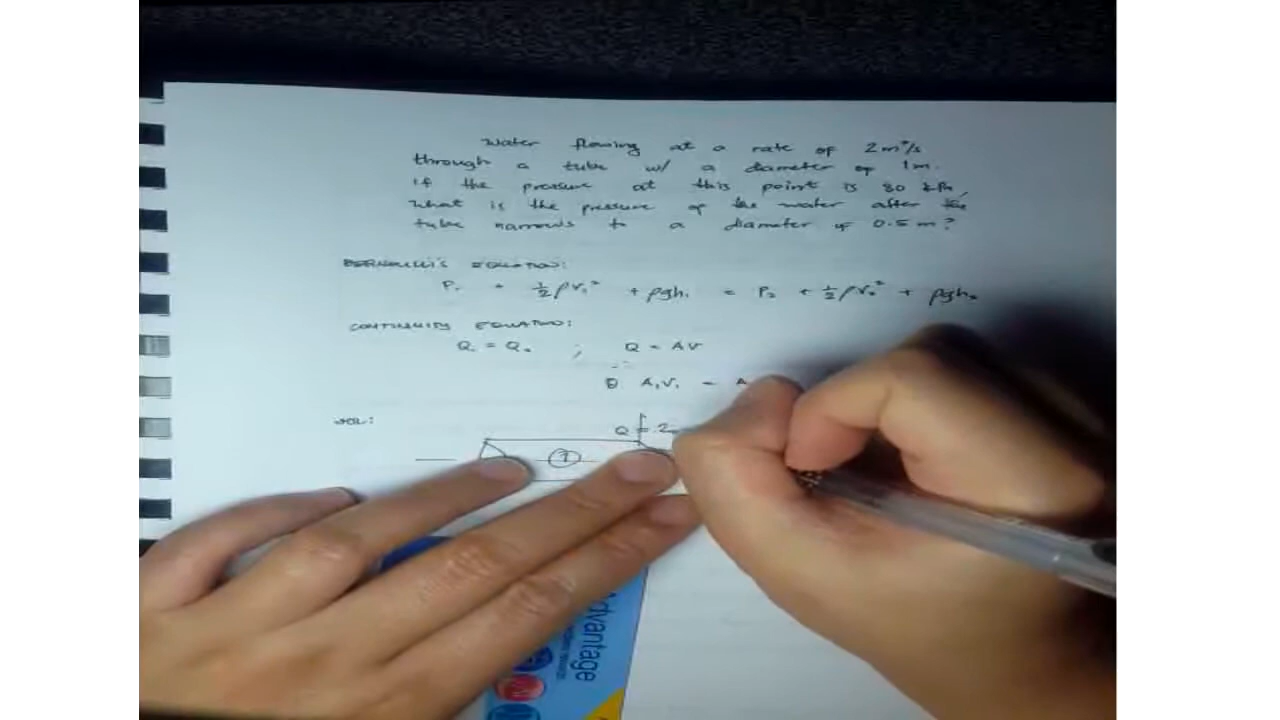 Water flowing at a rate of 2m³/s
through a tube w/ a diameter of 1m.
If the pressure at this point is 80 kPa,
what is the pressure of the water after the
tube narrows to a diameter of 0.5 m?
BERNOULLI'S EQUATION:
P₁ + ½ρv₁² + ρgh₁ = P₂ + ½ρv₂² + ρgh₂
CONTINUITY EQUATION:
Q₁ = Q₂ ; Q = AV
A₁V₁ = A
Q = 2
1
Advantage